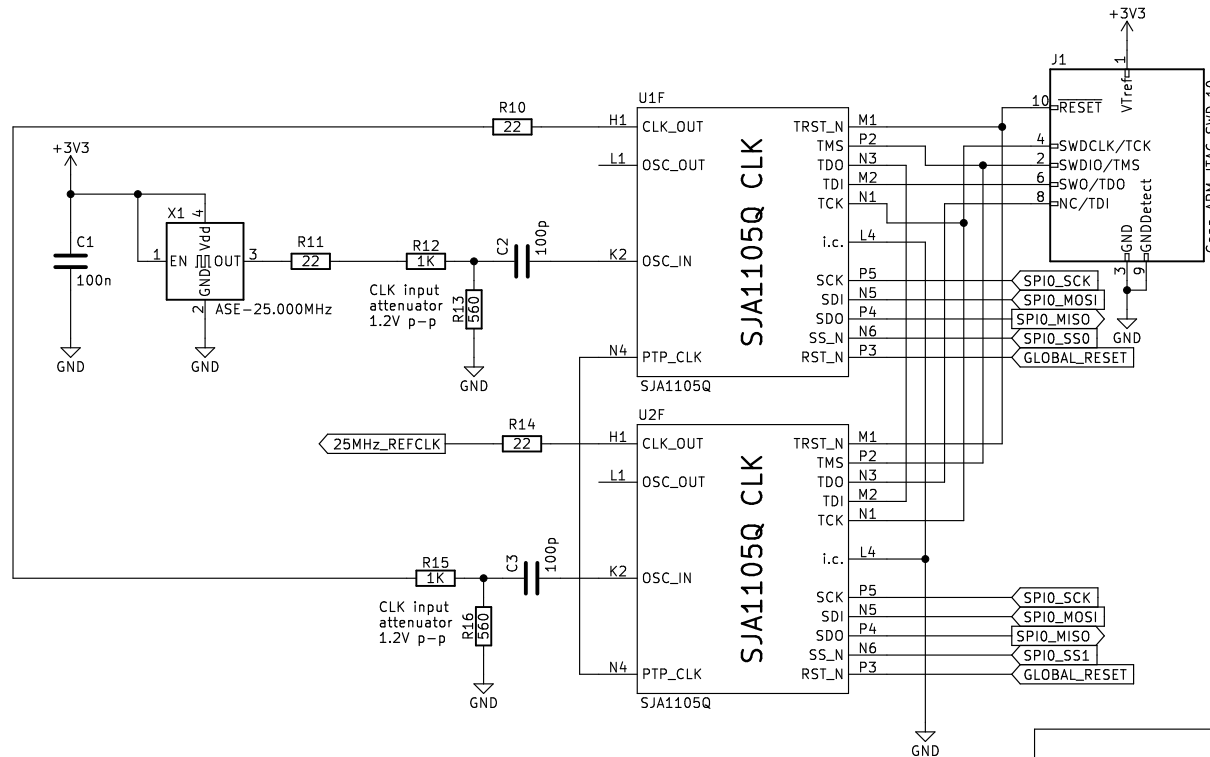 +3V3
J1
1
VTref
10 RESET
4 SWDCLK/TCK
2 SWDIO/TMS
6 SWO/TDO
8 NC/TDI
GND
GNDDetect
3
9
GND
R10
22
U1F
H1 CLK_OUT
L1 OSC_OUT
K2 OSC_IN
N4 PTP_CLK
SJA1105Q CLK
TRST_N M1
TMS P2
TDO N3
TDI M2
TCK N1
i.c. L4
SCK P5
SDI N5
SDO P4
SS_N N6
RST_N P3
SPI0_SCK
SPI0_MOSI
SPI0_MISO
SPI0_SS0
GLOBAL_RESET
SJA1105Q
+3V3
C1
100n
GND
X1
4
Vdd
1 EN
OUT 3
GND
2
ASE-25.000MHz
GND
R11
22
R12
1K
C2
100p
CLK input
attenuator
1.2V p-p
R13
560
GND
U2F
25MHz_REFCLK
R14
22
H1 CLK_OUT
L1 OSC_OUT
K2 OSC_IN
N4 PTP_CLK
SJA1105Q CLK
TRST_N M1
TMS P2
TDO N3
TDI M2
TCK N1
i.c. L4
SCK P5
SDI N5
SDO P4
SS_N N6
RST_N P3
SPI0_SCK
SPI0_MOSI
SPI0_MISO
SPI0_SS1
GLOBAL_RESET
SJA1105Q
R15
1K
C3
100p
CLK input
attenuator
1.2V p-p
R16
560
GND
GND